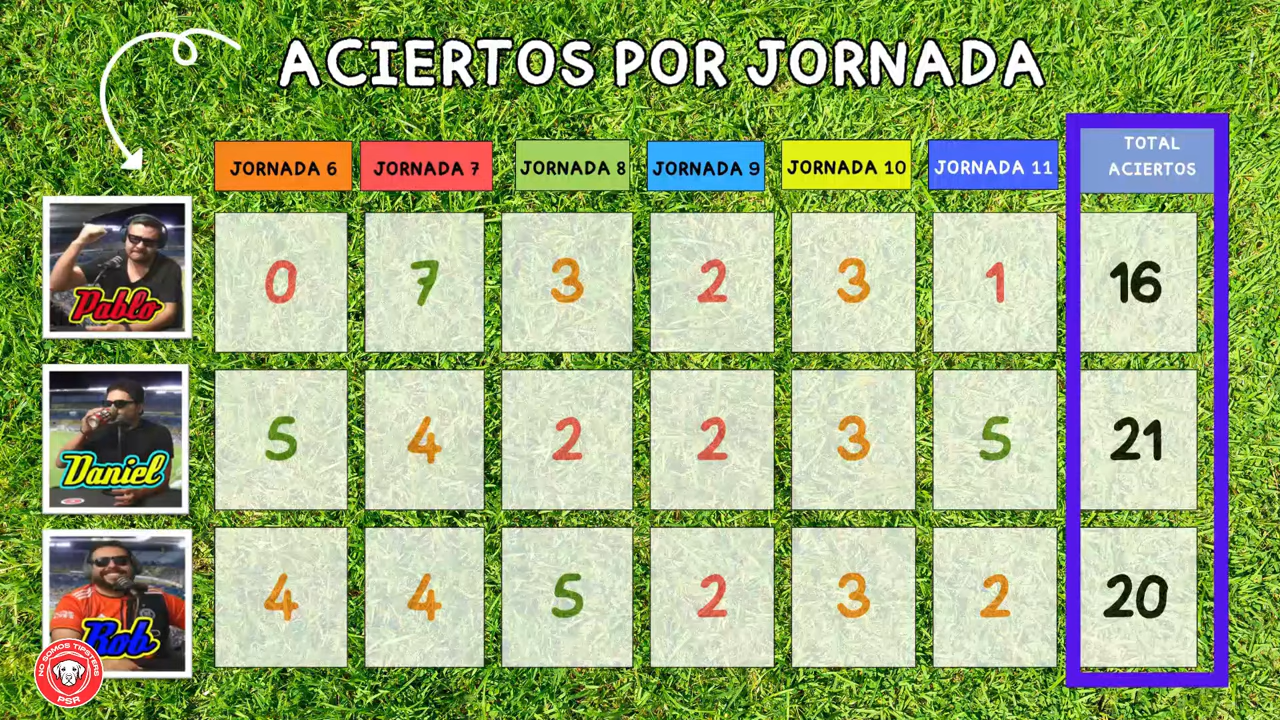 ACIERTOS POR JORNADA
JORNADA 6
JORNADA 7
JORNADA 8
JORNADA 9
JORNADA 10
JORNADA 11
TOTAL
ACIERTOS
Pablo
0
7
3
2
3
1
16
Daniel
5
4
2
2
3
5
21
Rob
4
4
5
2
3
2
20
NO SOMOS TIPSTERS
PSR